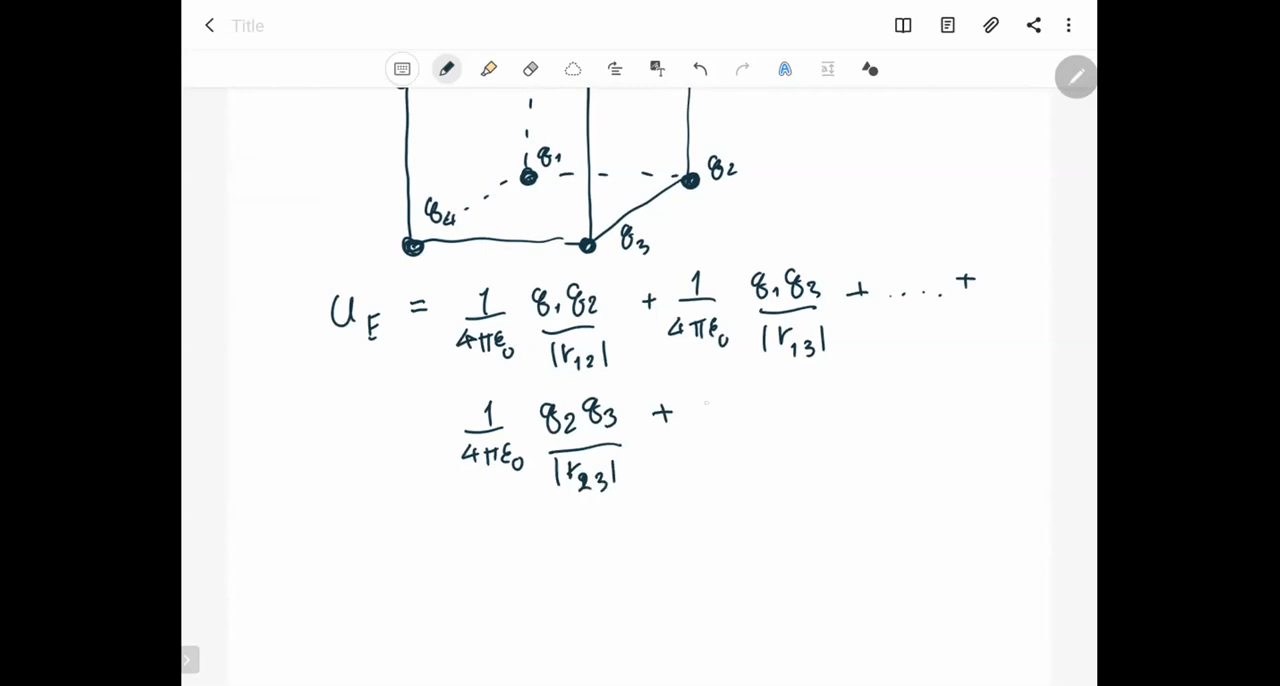 Title
q1
q2
q4
q3
U_E = 1/4πε0 q1q2/|r12| + 1/4πε0 q1q3/|r13| + ..... +
1/4πε0 q2q3/|r23| +